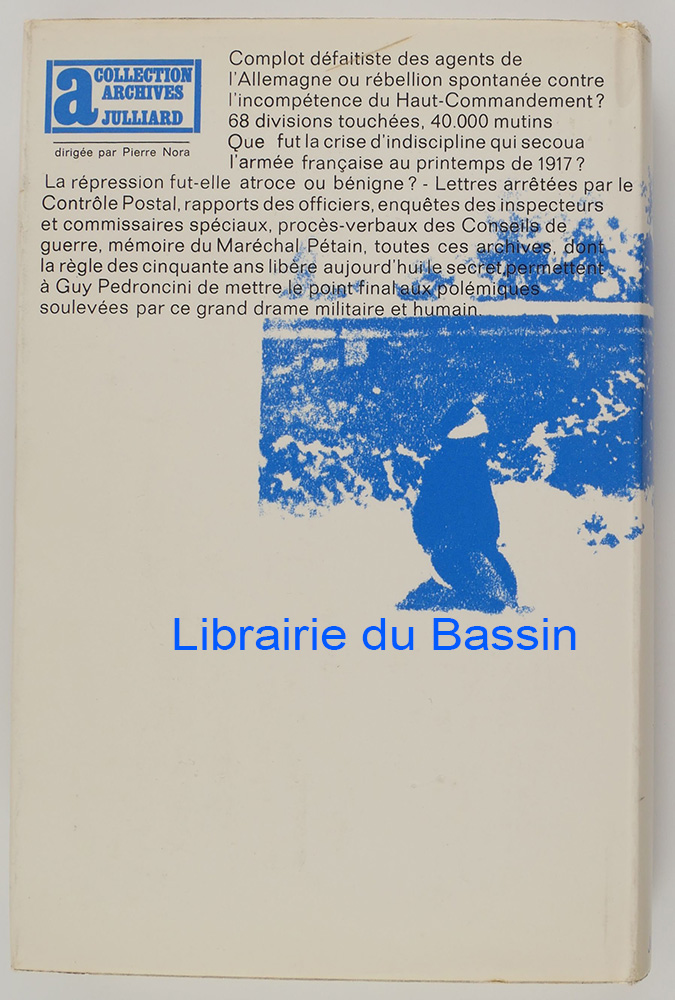 a COLLECTION
ARCHIVES
JULLIARD
dirigée par Pierre Nora
Complot défaitiste des agents de
l'Allemagne ou rébellion spontanée contre
l'incompétence du Haut-Commandement?
68 divisions touchées, 40.000 mutins
Que fut la crise d'indiscipline qui secoua
l'armée française au printemps de 1917?
La répression fut-elle atroce ou bénigne? - Lettres arrêtées par le
Contrôle Postal, rapports des officiers, enquêtes des inspecteurs
et commissaires spéciaux, procès-verbaux des Conseils de
guerre, mémoire du Maréchal Pétain, toutes ces archives, dont
la règle des cinquante ans libère aujourd'hui le secret, permettent
à Guy Pedroncini de mettre le point final aux polémiques
soulevées par ce grand drame militaire et humain.
Librairie du Bassin